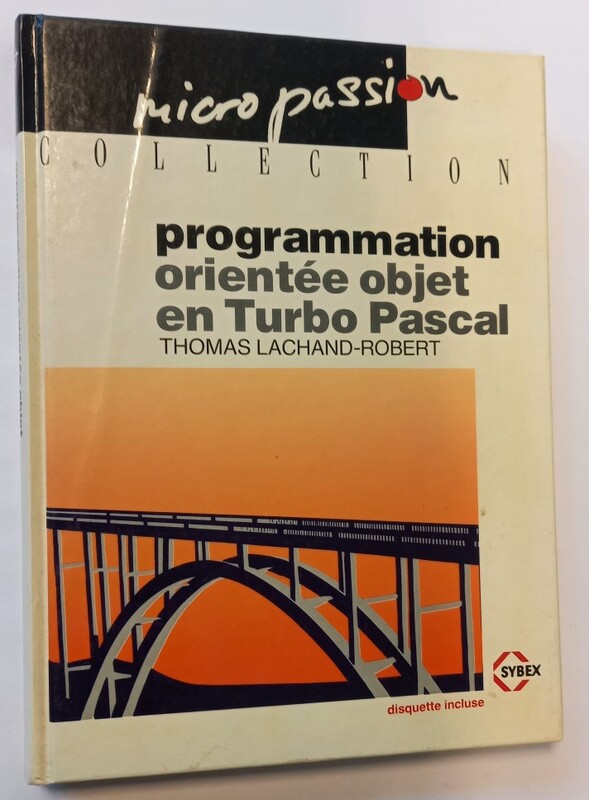 micro passion
COLLECTION
programmation
orientée objet
en Turbo Pascal
THOMAS LACHAND-ROBERT
SYBEX
disquette incluse